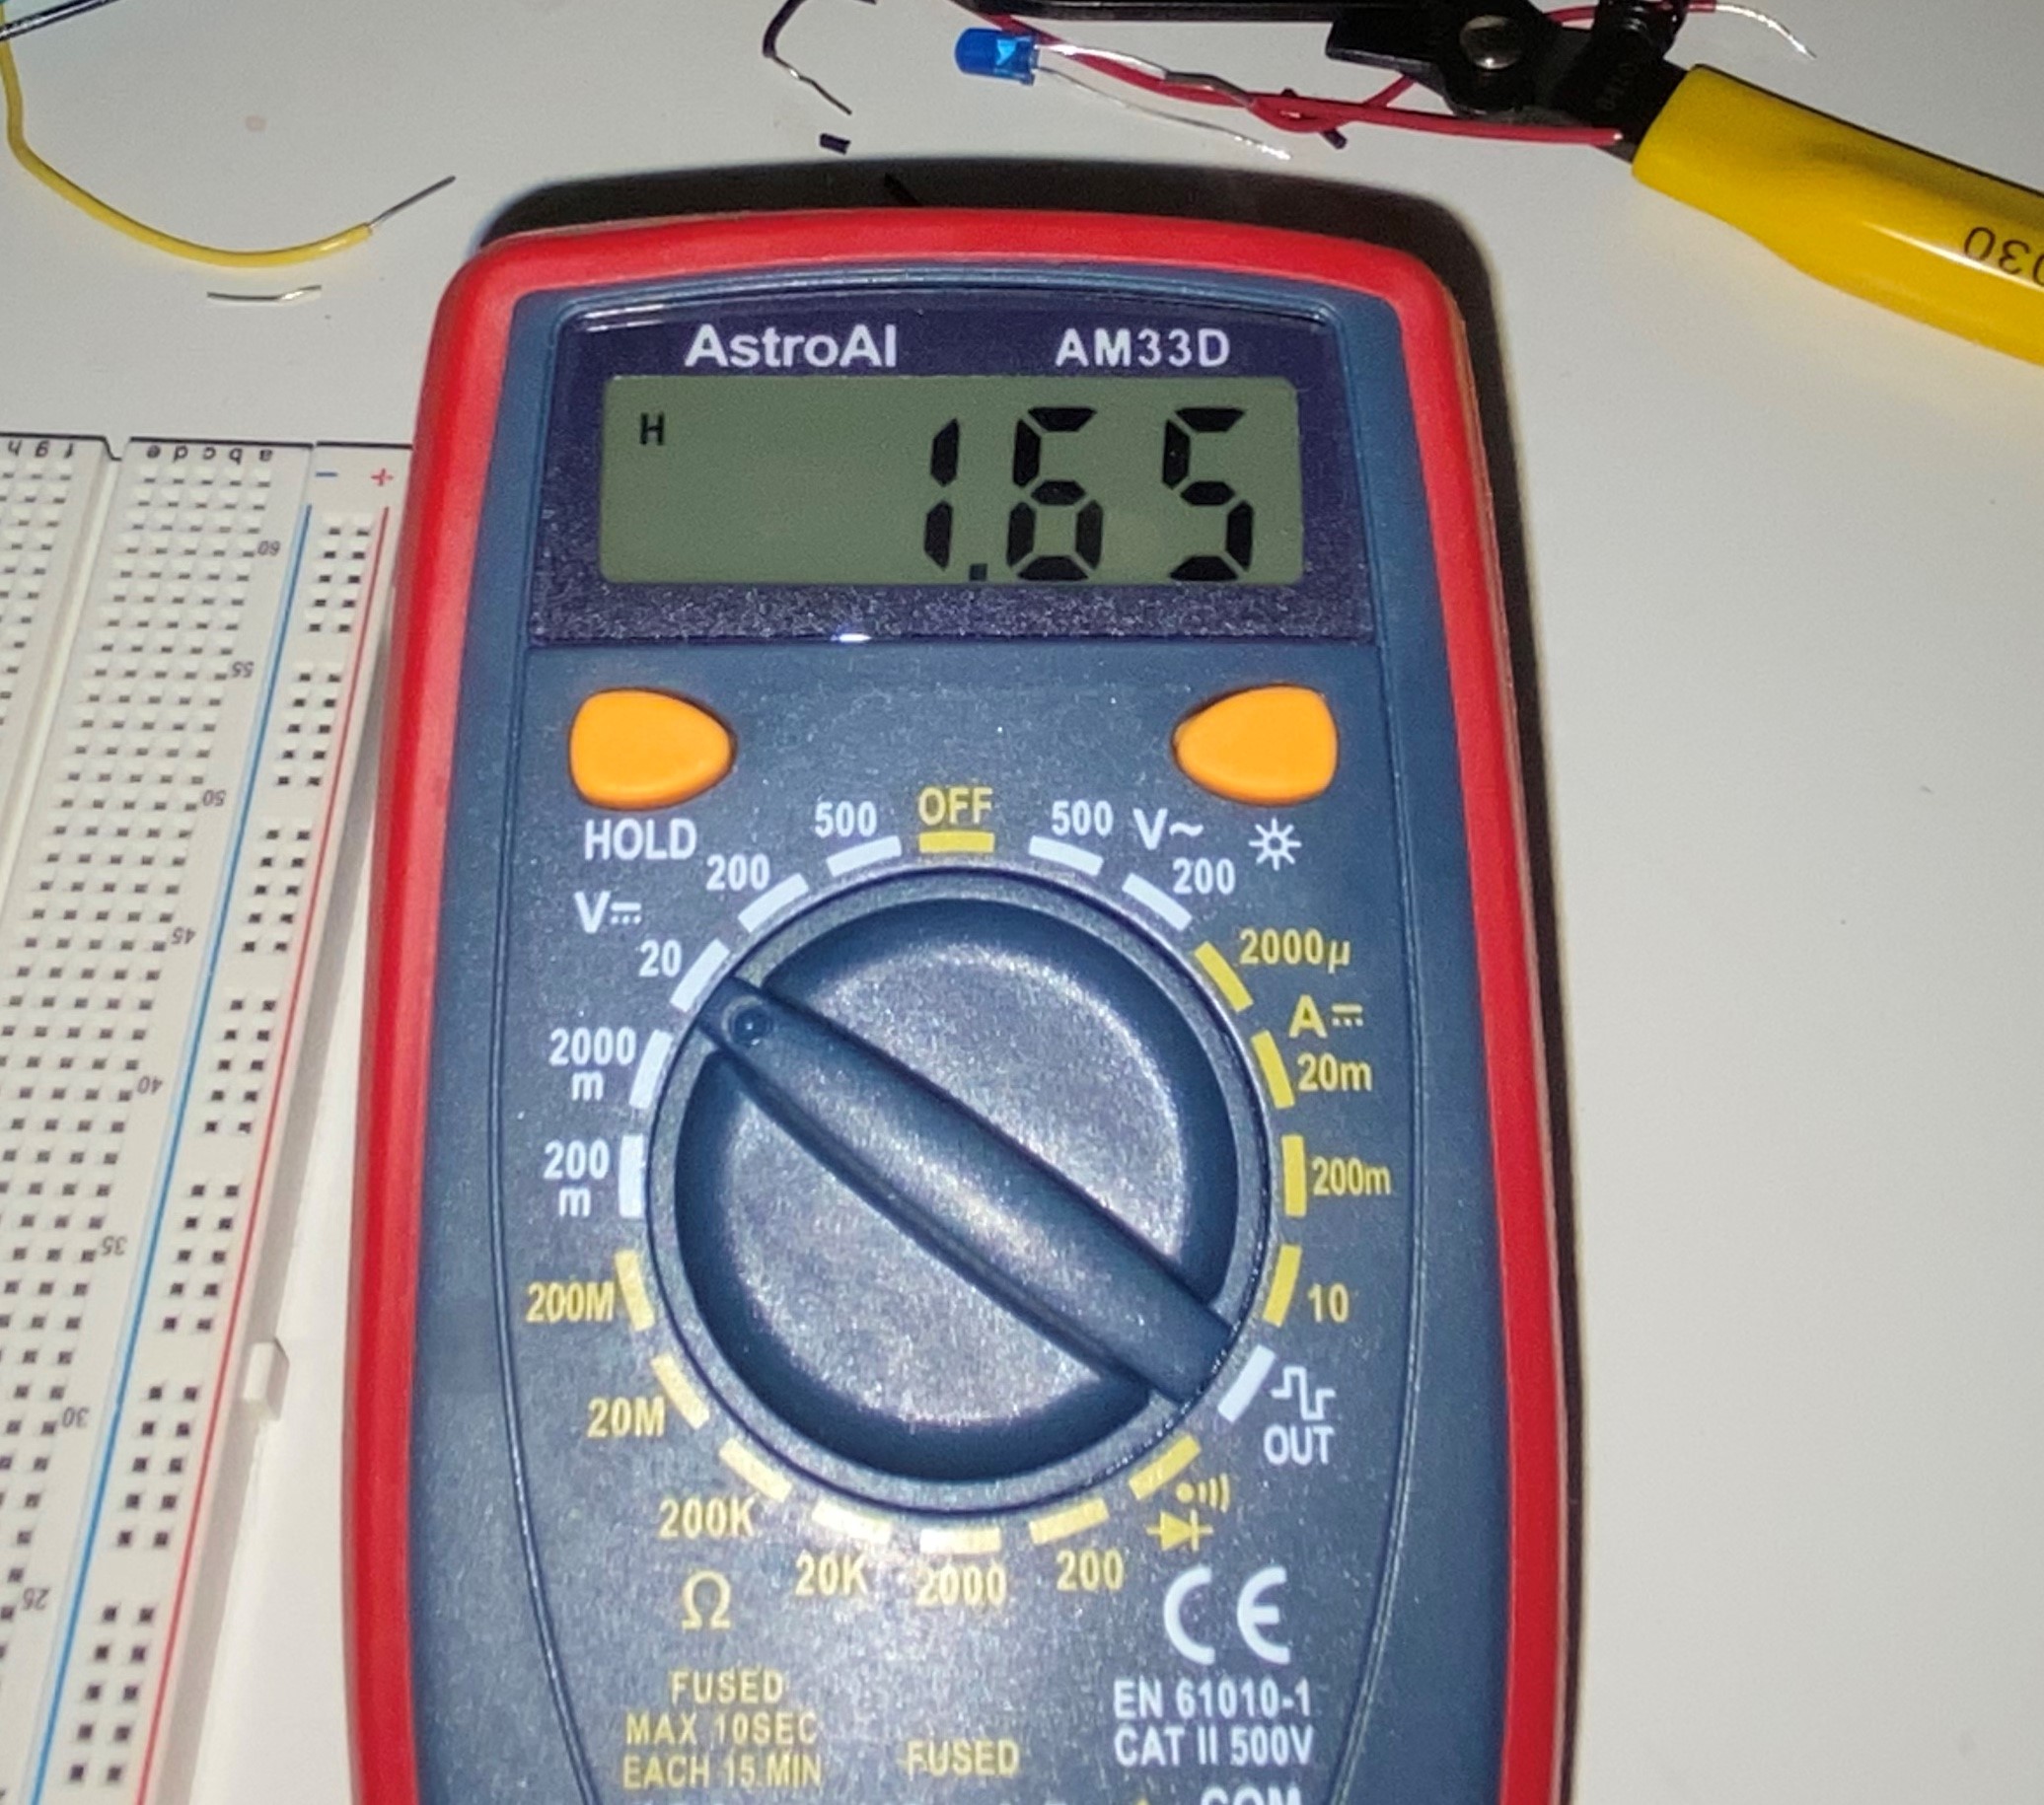 030
AstroAI AM33D
H 1.65
h g f e d c b a
− +
60
55
50
45
40
35
30
25
HOLD
OFF
500 500
V~
200 200
V⎓
20
2000µ
A⎓
2000
m
20m
200
m
200m
200M
10
20M
OUT
200K
20K 2000 200
Ω
CE
FUSED
MAX 10SEC
EACH 15 MIN
FUSED
EN 61010-1
CAT II 500V
COM